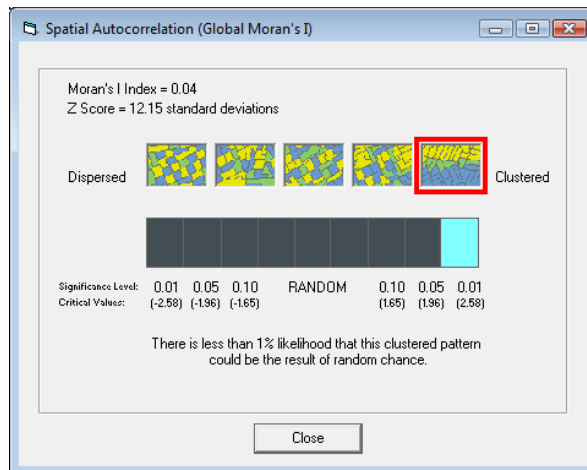 Spatial Autocorrelation (Global Moran's I)
Moran's I Index = 0.04
Z Score = 12.15 standard deviations
Dispersed
Clustered
Significance Level: 0.01 0.05 0.10 RANDOM 0.10 0.05 0.01
Critical Values: (-2.58) (-1.96) (-1.65) (1.65) (1.96) (2.58)
There is less than 1% likelihood that this clustered pattern
could be the result of random chance.
Close